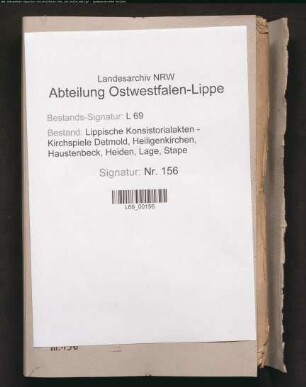 Landesarchiv NRW
Abteilung Ostwestfalen-Lippe
Bestands-Signatur: L 69
Bestand: Lippische Konsistorialakten -
Kirchspiele Detmold, Heiligenkirchen,
Haustenbeck, Heiden, Lage, Stape
Signatur: Nr. 156
L69_00156